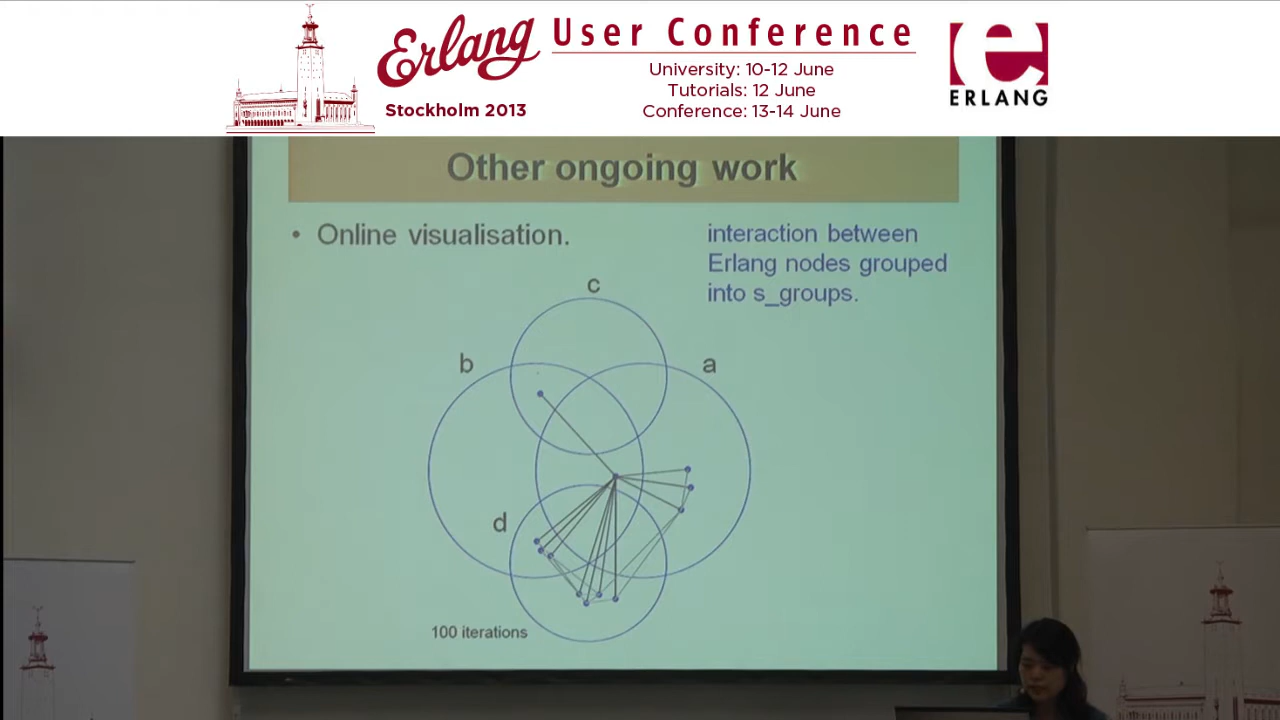 Erlang User Conference
Stockholm 2013
University: 10-12 June
Tutorials: 12 June
Conference: 13-14 June
ERLANG
Other ongoing work
• Online visualisation.
interaction between
Erlang nodes grouped
into s_groups.
c
b
a
d
100 iterations